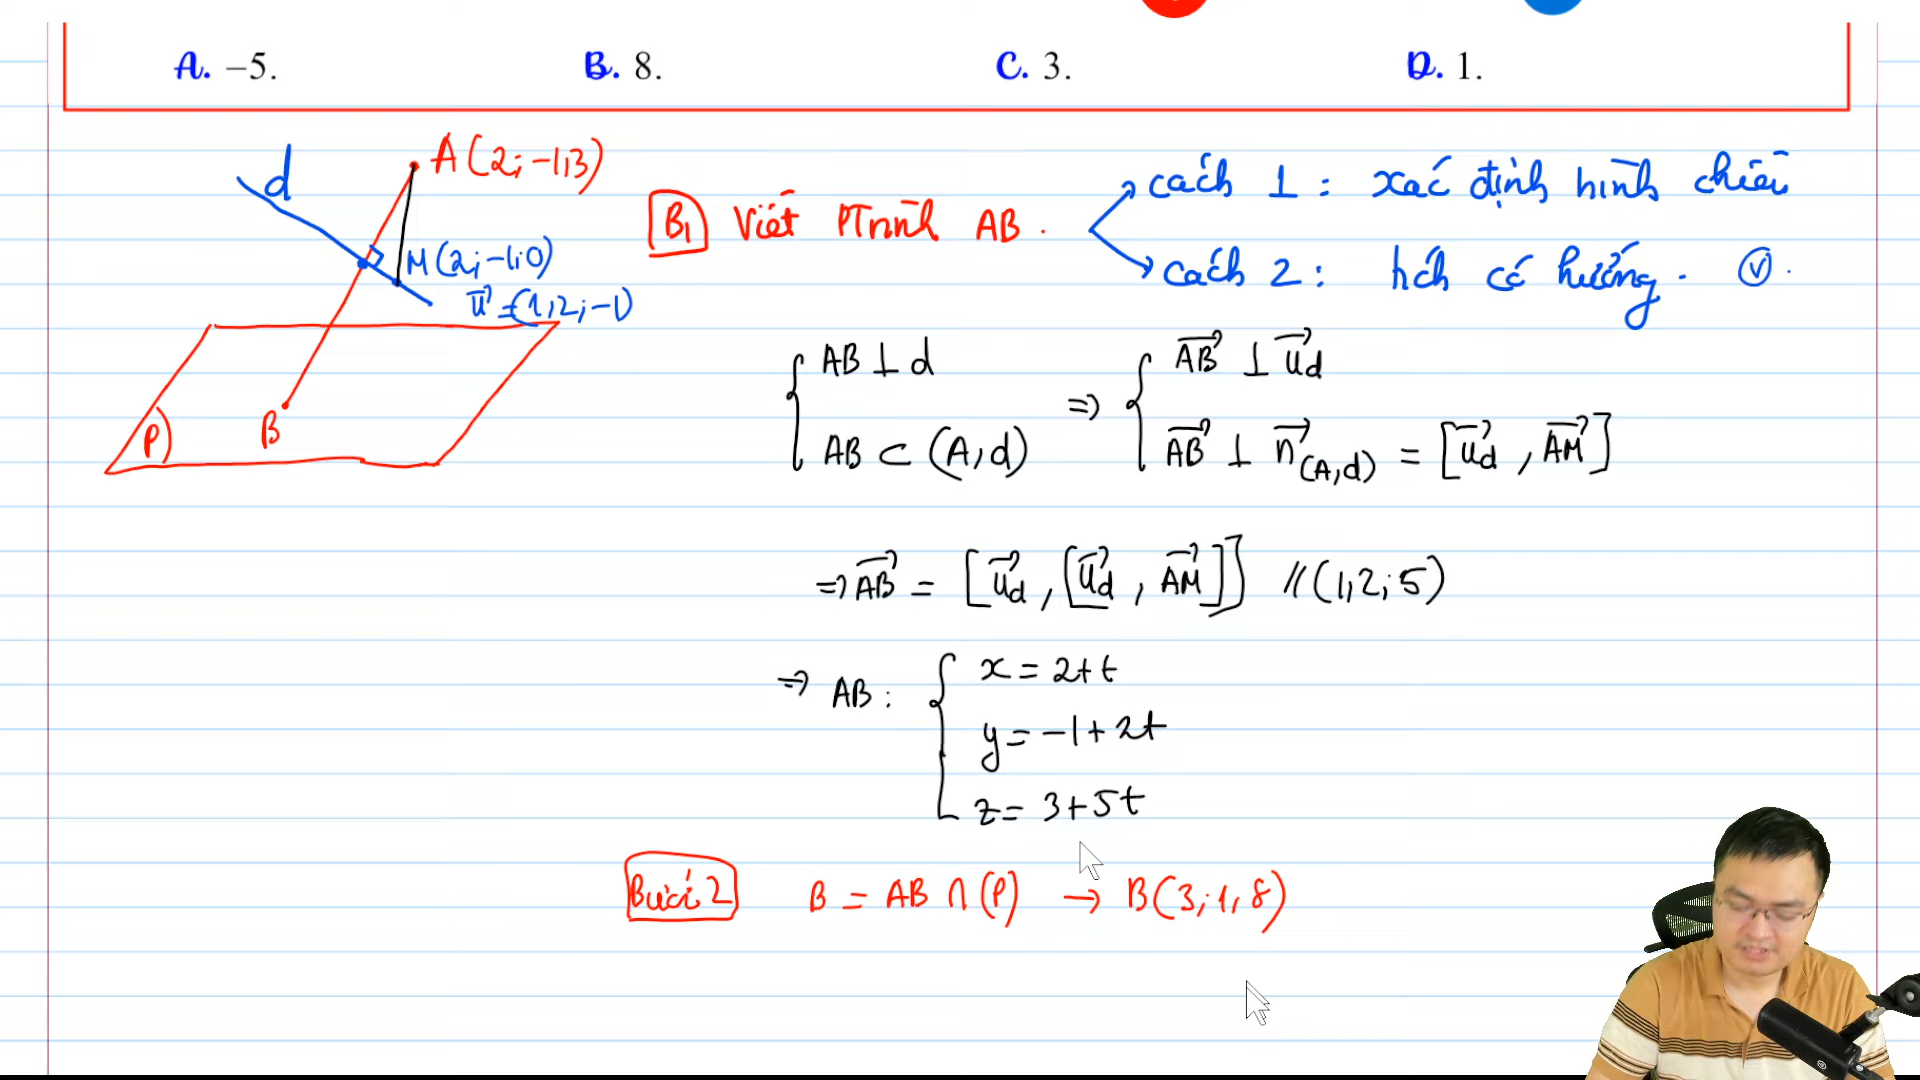 A. −5. B. 8. C. 3. D. 1.
d
A(2; −1; 3)
M(2; −1; 0)
u⃗ = (1; 2; −1)
P)
B
B1 Viết PTrình AB.
cách 1 : xác định hình chiếu
cách 2 : tích có hướng. (v).
{ AB ⊥ d
AB ⊂ (A,d)
=> { AB⃗ ⊥ u⃗d
AB⃗ ⊥ n⃗(A,d) = [u⃗d , AM⃗]
=> AB⃗ = [u⃗d , [u⃗d , AM⃗]] // (1; 2; 5)
=> AB : { x = 2 + t
y = −1 + 2t
z = 3 + 5t
Bước 2 B = AB ∩ (P) → B(3; 1; 8)